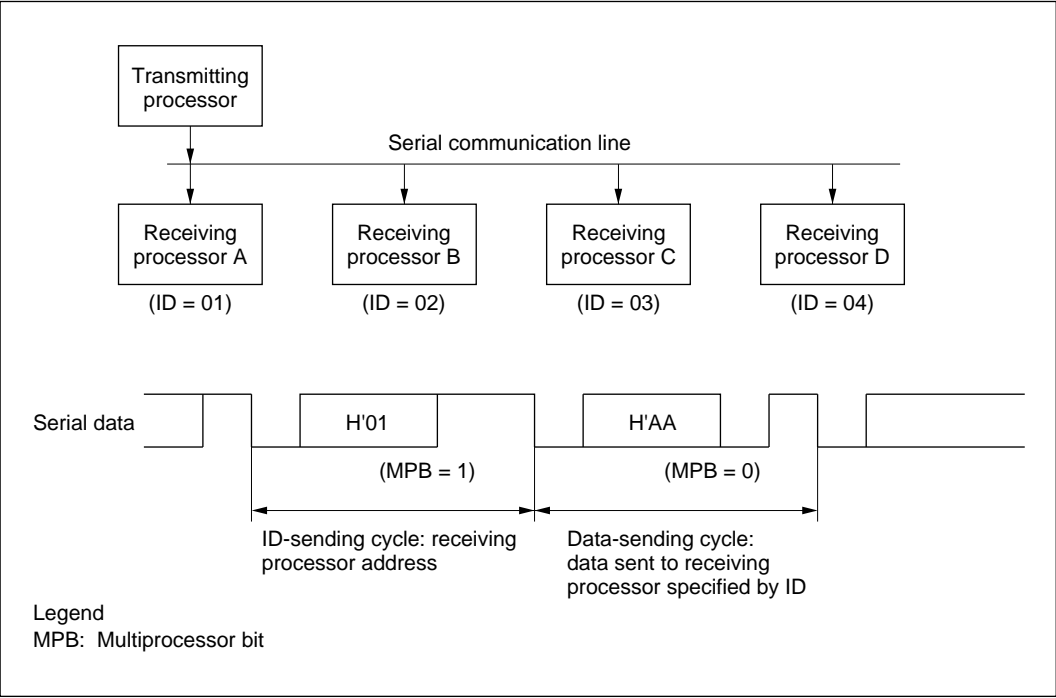 Transmitting
processor
Serial communication line
Receiving
processor A
Receiving
processor B
Receiving
processor C
Receiving
processor D
(ID = 01)
(ID = 02)
(ID = 03)
(ID = 04)
Serial data
H'01
H'AA
(MPB = 1)
(MPB = 0)
ID-sending cycle: receiving
processor address
Data-sending cycle:
data sent to receiving
processor specified by ID
Legend
MPB: Multiprocessor bit